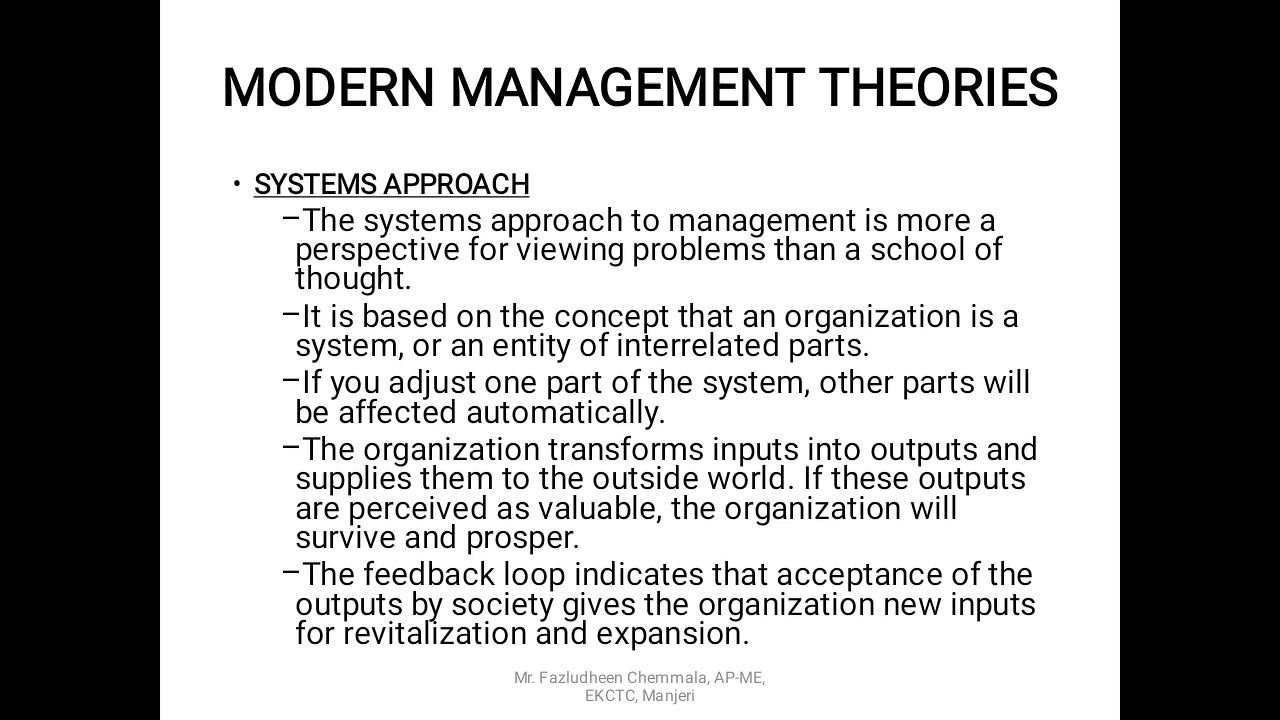 MODERN MANAGEMENT THEORIES
• SYSTEMS APPROACH
–The systems approach to management is more a
perspective for viewing problems than a school of
thought.
–It is based on the concept that an organization is a
system, or an entity of interrelated parts.
–If you adjust one part of the system, other parts will
be affected automatically.
–The organization transforms inputs into outputs and
supplies them to the outside world. If these outputs
are perceived as valuable, the organization will
survive and prosper.
–The feedback loop indicates that acceptance of the
outputs by society gives the organization new inputs
for revitalization and expansion.
Mr. Fazludheen Chemmala, AP-ME,
EKCTC, Manjeri